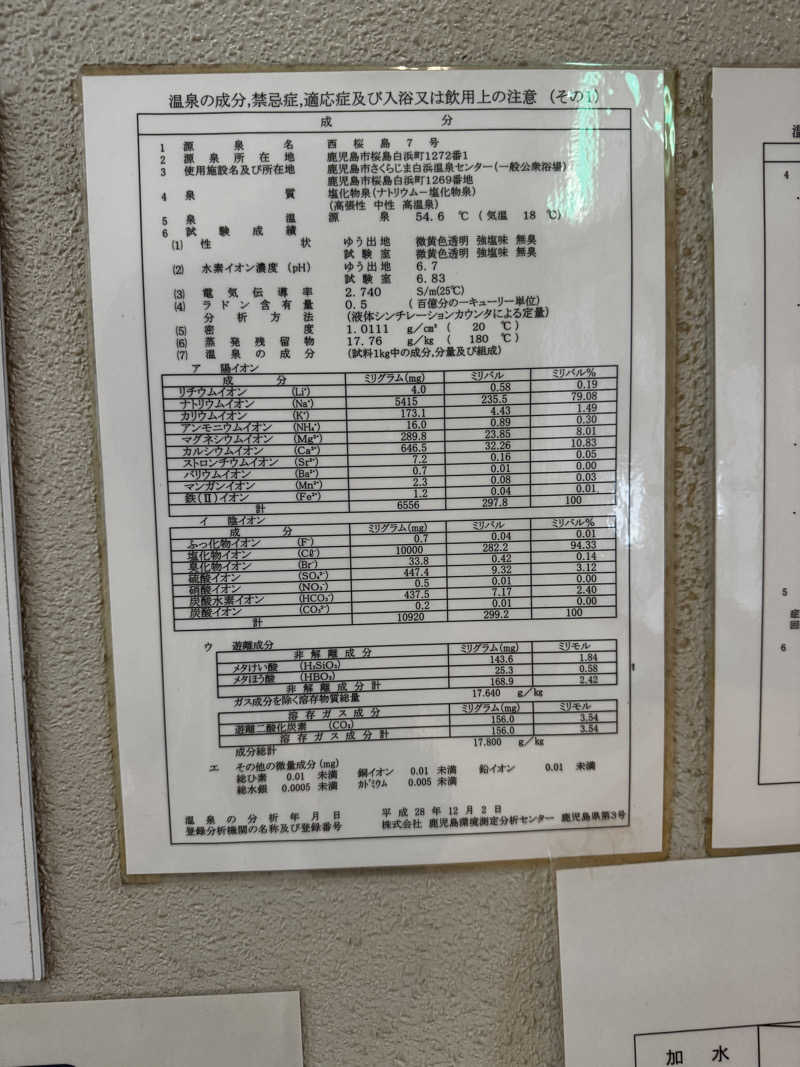 温泉の成分,禁忌症,適応症及び入浴又は飲用上の注意 (その1)
成 分
1 源泉名 西桜島7号
2 源泉所在地 鹿児島市桜島白浜町1272番1
3 使用施設名及び所在地 鹿児島市さくらじま白浜温泉センター(一般公衆浴場)
鹿児島市桜島白浜町1269番地
4 泉質 塩化物泉(ナトリウム－塩化物泉)
(高張性 中性 高温泉)
5 泉温 源泉 54.6 ℃ (気温 18 ℃)
6 試験成績
(1) 性状 ゆう出地 微黄色透明 強塩味 無臭
試験室 微黄色透明 強塩味 無臭
(2) 水素イオン濃度 (pH) ゆう出地 6.7
試験室 6.83
(3) 電気伝導率 2.740 S/m(25℃)
(4) ラドン含有量 0.5 (百億分の一キューリー単位)
分析方法 (液体シンチレーションカウンタによる定量)
(5) 密度 1.0111 g/cm³ ( 20 ℃)
(6) 蒸発残留物 17.76 g/kg ( 180 ℃)
(7) 温泉の成分 (試料1kg中の成分,分量及び組成)
ア 陽イオン
成 分 ミリグラム(mg) ミリバル ミリバル%
リチウムイオン (Li⁺) 4.0 0.58 0.19
ナトリウムイオン (Na⁺) 5415 235.5 79.08
カリウムイオン (K⁺) 173.1 4.43 1.49
アンモニウムイオン (NH₄⁺) 16.0 0.89 0.30
マグネシウムイオン (Mg²⁺) 289.8 23.85 8.01
カルシウムイオン (Ca²⁺) 646.5 32.26 10.83
ストロンチウムイオン (Sr²⁺) 7.2 0.16 0.05
バリウムイオン (Ba²⁺) 0.7 0.01 0.00
マンガンイオン (Mn²⁺) 2.3 0.08 0.03
鉄(Ⅱ)イオン (Fe²⁺) 1.2 0.04 0.01
計 6556 297.8 100
イ 陰イオン
成 分 ミリグラム(mg) ミリバル ミリバル%
ふっ化物イオン (F⁻) 0.7 0.04 0.01
塩化物イオン (Cℓ⁻) 10000 282.2 94.33
臭化物イオン (Br⁻) 33.8 0.42 0.14
硫酸イオン (SO₄²⁻) 447.4 9.32 3.12
硝酸イオン (NO₃⁻) 0.5 0.01 0.00
炭酸水素イオン (HCO₃⁻) 437.5 7.17 2.40
炭酸イオン (CO₃²⁻) 0.2 0.01 0.00
計 10920 299.2 100
ウ 遊離成分
非解離成分 ミリグラム(mg) ミリモル
メタけい酸 (H₂SiO₃) 143.6 1.84
メタほう酸 (HBO₂) 25.3 0.58
非解離成分計 168.9 2.42
ガス成分を除く溶存物質総量 17.640 g/kg
溶存ガス成分 ミリグラム(mg) ミリモル
遊離二酸化炭素 (CO₂) 156.0 3.54
溶存ガス成分計 156.0 3.54
成分総計 17.800 g/kg
エ その他の微量成分(mg)
総ひ素 0.01 未満 銅イオン 0.01 未満 鉛イオン 0.01 未満
総水銀 0.0005 未満 カドミウム 0.005 未満
温泉の分析年月日 平成28年12月2日
登録分析機関の名称及び登録番号 株式会社 鹿児島環境測定分析センター 鹿児島県第3号
温
4
5
6
加 水